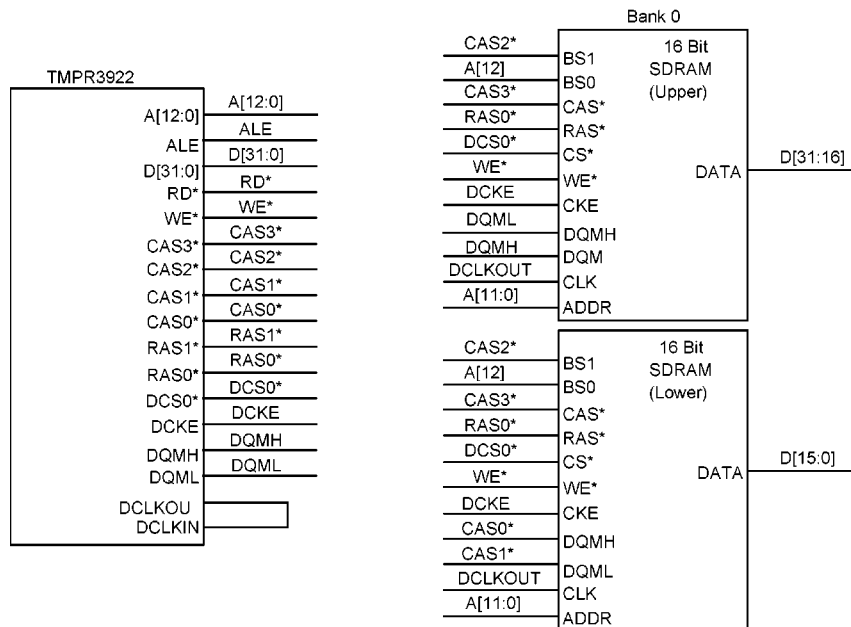 TMPR3922
A[12:0] A[12:0]
ALE ALE
D[31:0] D[31:0]
RD* RD*
WE* WE*
CAS3* CAS3*
CAS2* CAS2*
CAS1* CAS1*
CAS0* CAS0*
RAS1* RAS1*
RAS0* RAS0*
DCS0* DCS0*
DCKE DCKE
DQMH DQMH
DQML DQML
DCLKOU
DCLKIN
Bank 0
16 Bit
SDRAM
(Upper)
CAS2* BS1
A[12] BS0
CAS3* CAS*
RAS0* RAS*
DCS0* CS*
WE* WE*
DCKE CKE
DQML DQMH
DQMH DQM
DCLKOUT CLK
A[11:0] ADDR
DATA D[31:16]
16 Bit
SDRAM
(Lower)
CAS2* BS1
A[12] BS0
CAS3* CAS*
RAS0* RAS*
DCS0* CS*
WE* WE*
DCKE CKE
CAS0* DQMH
CAS1* DQML
DCLKOUT CLK
A[11:0] ADDR
DATA D[15:0]